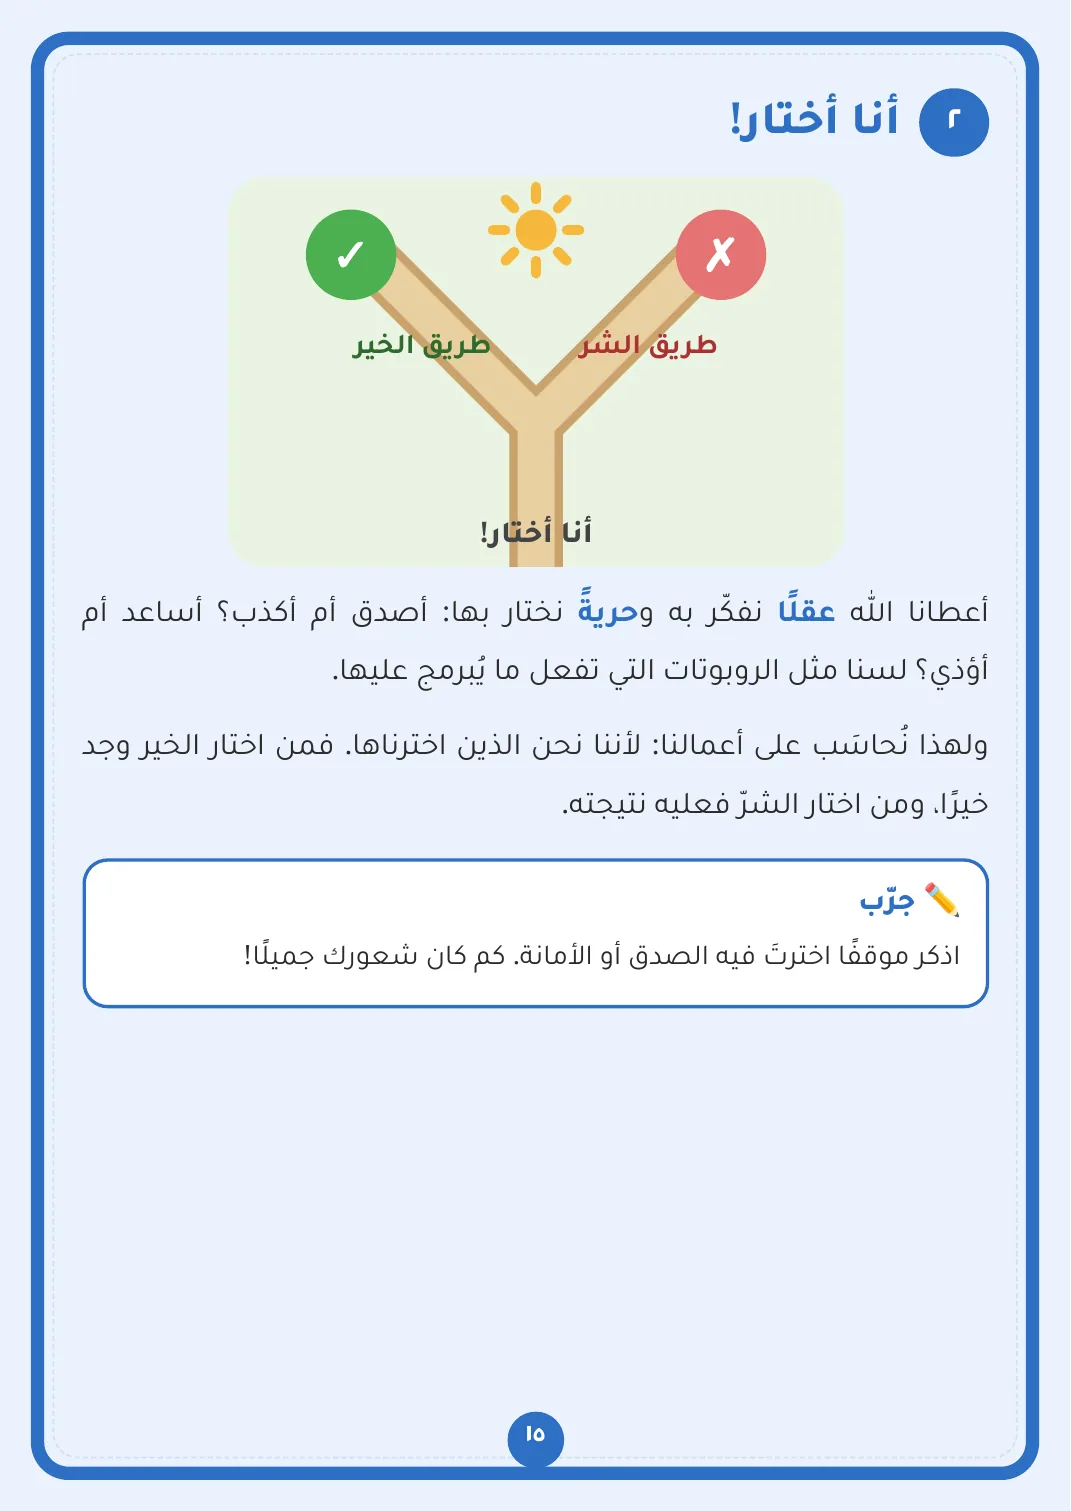 ٢ أنا أختار!
✓
✗
طريق الشر
طريق الخير
أنا أختار!
أعطانا الله عقلًا نفكّر به وحريةً نختار بها: أصدق أم أكذب؟ أساعد أم
أؤذي؟ لسنا مثل الروبوتات التي تفعل ما يُبرمج عليها.
ولهذا نُحاسَب على أعمالنا: لأننا نحن الذين اخترناها. فمن اختار الخير وجد
خيرًا، ومن اختار الشرّ فعليه نتيجته.
✏️ جرّب
اذكر موقفًا اخترتَ فيه الصدق أو الأمانة. كم كان شعورك جميلًا!
١٥